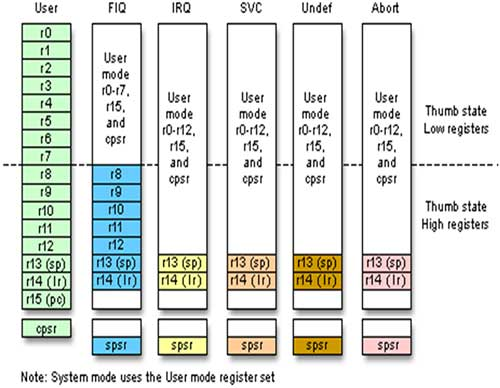 User FIQ IRQ SVC Undef Abort
r0
r1
r2
r3
r4
r5
r6
r7
r8
r9
r10
r11
r12
r13 (sp)
r14 (lr)
r15 (pc)
cpsr
User
mode
r0-r7,
r15,
and
cpsr
r8
r9
r10
r11
r12
r13 (sp)
r14 (lr)
spsr
User
mode
r0-r12,
r15,
and
cpsr
r13 (sp)
r14 (lr)
spsr
User
mode
r0-r12,
r15,
and
cpsr
r13 (sp)
r14 (lr)
spsr
User
mode
r0-r12,
r15,
and
cpsr
r13 (sp)
r14 (lr)
spsr
User
mode
r0-r12,
r15,
and
cpsr
r13 (sp)
r14 (lr)
spsr
Thumb state
Low registers
Thumb state
High registers
Note: System mode uses the User mode register set